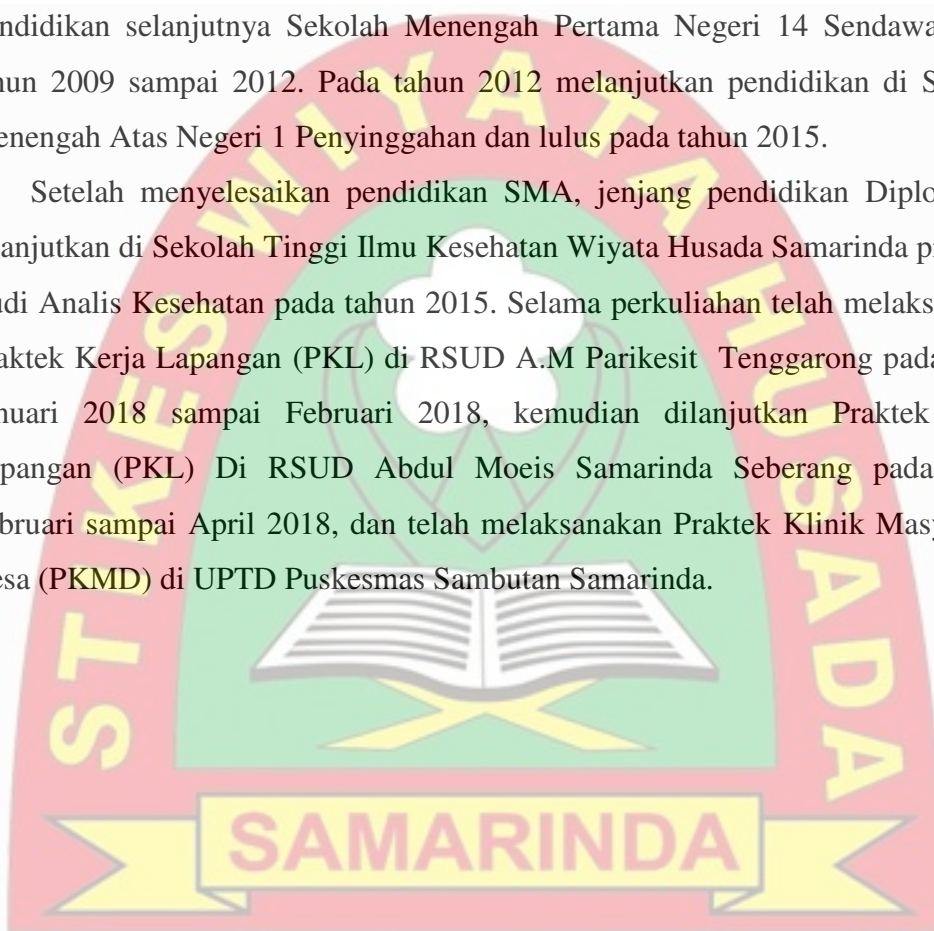 ndidikan selanjutnya Sekolah Menengah Pertama Negeri 14 Sendawa
hun 2009 sampai 2012. Pada tahun 2012 melanjutkan pendidikan di S
enengah Atas Negeri 1 Penyinggahan dan lulus pada tahun 2015.
Setelah menyelesaikan pendidikan SMA, jenjang pendidikan Diplo
anjutkan di Sekolah Tinggi Ilmu Kesehatan Wiyata Husada Samarinda p
udi Analis Kesehatan pada tahun 2015. Selama perkuliahan telah melaks
aktek Kerja Lapangan (PKL) di RSUD A.M Parikesit Tenggarong pada
nuari 2018 sampai Februari 2018, kemudian dilanjutkan Praktek
pangan (PKL) Di RSUD Abdul Moeis Samarinda Seberang pada
bruari sampai April 2018, dan telah melaksanakan Praktek Klinik Masy
esa (PKMD) di UPTD Puskesmas Sambutan Samarinda.
STIKES WIYATA HUSADA
SAMARINDA